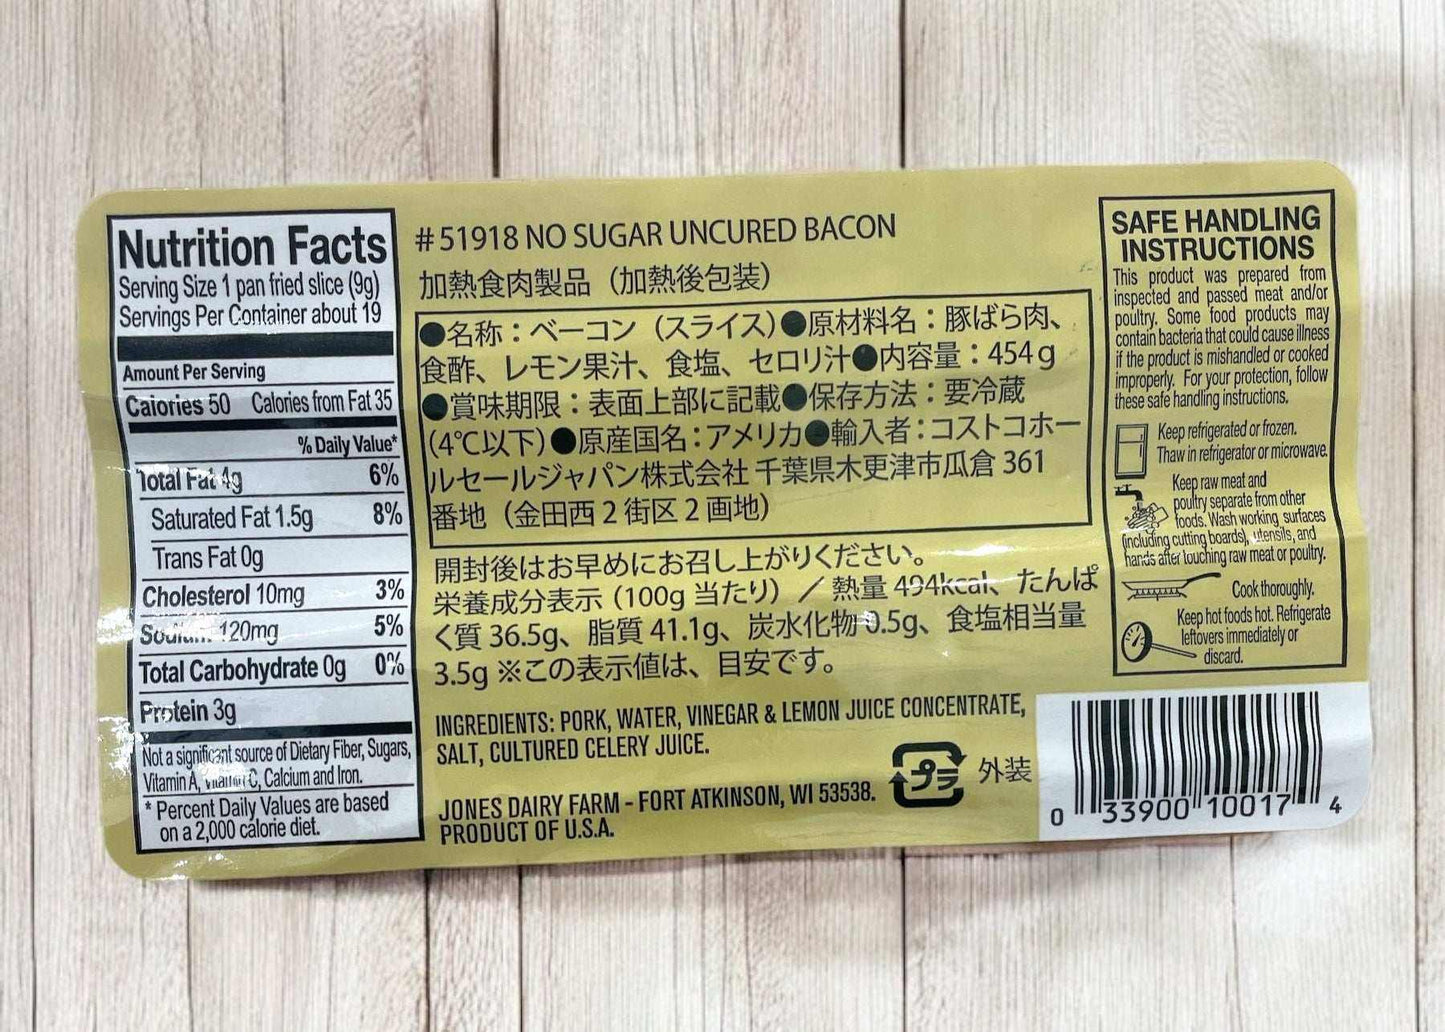 Nutrition Facts
Serving Size 1 pan fried slice (9g)
Servings Per Container about 19
Amount Per Serving
Calories 50 Calories from Fat 35
% Daily Value*
Total Fat 4g 6%
Saturated Fat 1.5g 8%
Trans Fat 0g
Cholesterol 10mg 3%
Sodium 120mg 5%
Total Carbohydrate 0g 0%
Protein 3g
Not a significant source of Dietary Fiber, Sugars,
Vitamin A, Vitamin C, Calcium and Iron.
* Percent Daily Values are based
on a 2,000 calorie diet.
#51918 NO SUGAR UNCURED BACON
加熱食肉製品（加熱後包装）
●名称：ベーコン（スライス）●原材料名：豚ばら肉、
食酢、レモン果汁、食塩、セロリ汁●内容量：454g
●賞味期限：表面上部に記載●保存方法：要冷蔵
(4℃以下)●原産国名：アメリカ●輸入者：コストコホー
ルセールジャパン株式会社 千葉県木更津市瓜倉 361
番地（金田西２街区２画地）
開封後はお早めにお召し上がりください。
栄養成分表示（100g 当たり）／熱量 494kcal、たんぱ
く質 36.5g、脂質 41.1g、炭水化物 0.5g、食塩相当量
3.5g ※この表示値は、目安です。
INGREDIENTS: PORK, WATER, VINEGAR & LEMON JUICE CONCENTRATE,
SALT, CULTURED CELERY JUICE.
JONES DAIRY FARM - FORT ATKINSON, WI 53538.
PRODUCT OF U.S.A.
プラ 外装
SAFE HANDLING
INSTRUCTIONS
This product was prepared from
inspected and passed meat and/or
poultry. Some food products may
contain bacteria that could cause illness
if the product is mishandled or cooked
improperly. For your protection, follow
these safe handling instructions.
Keep refrigerated or frozen.
Thaw in refrigerator or microwave.
Keep raw meat and
poultry separate from other
foods. Wash working surfaces
(including cutting boards), utensils, and
hands after touching raw meat or poultry.
Cook thoroughly.
Keep hot foods hot. Refrigerate
leftovers immediately or
discard.
0 33900 10017 4